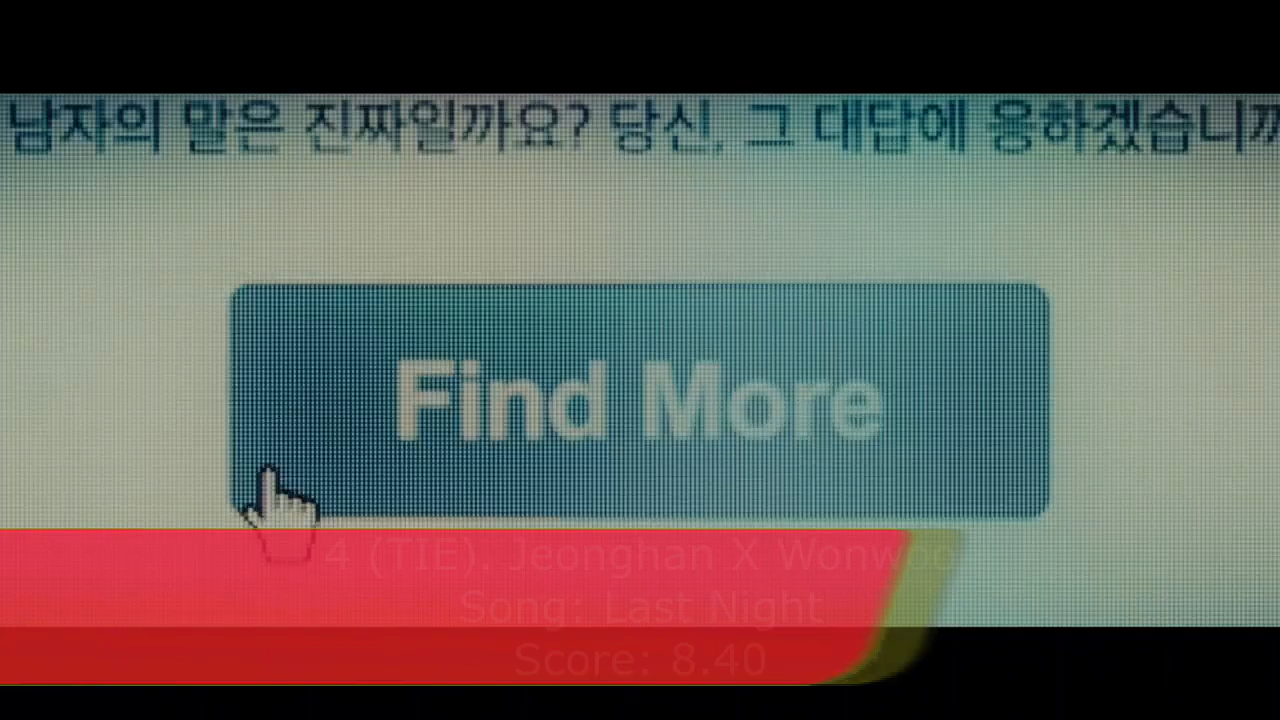 남자의 말은 진짜일까요? 당신, 그 대답에 응하겠습니까
Find More
4 (TIE). Jeonghan X Wonwoo
Song: Last Night
Score: 8.40